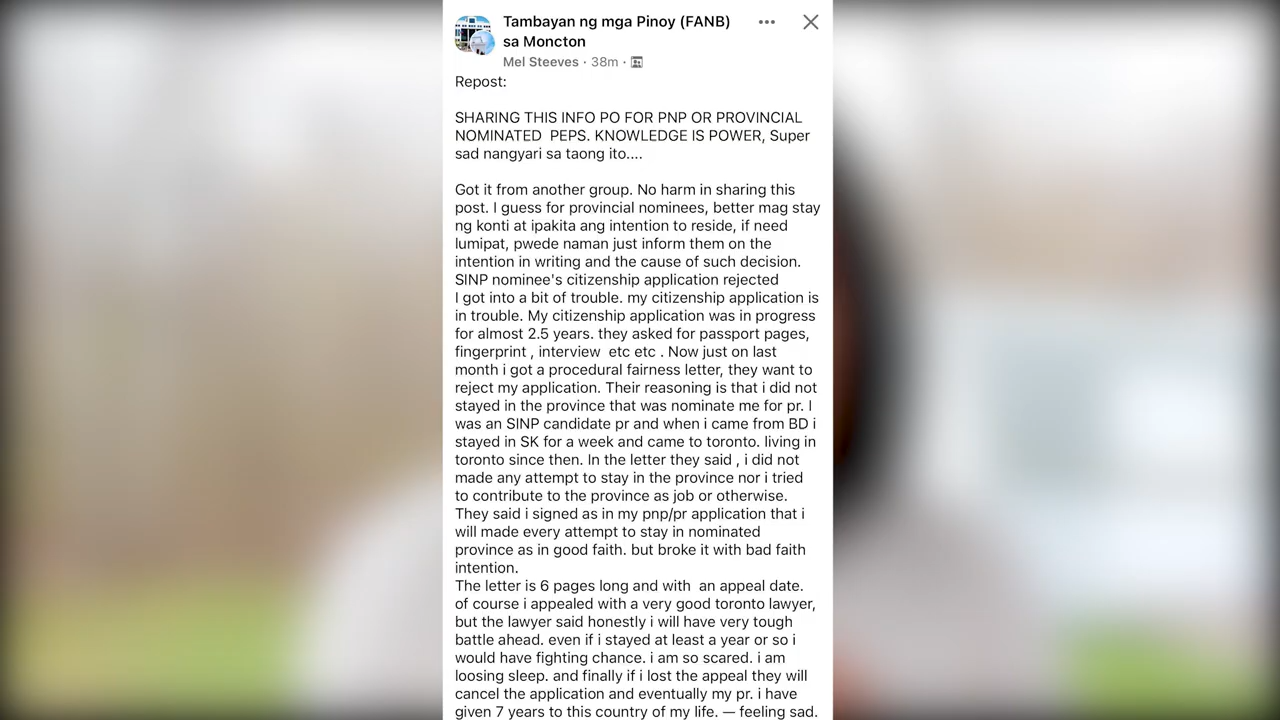 Tambayan ng mga Pinoy (FANB)
sa Moncton
Mel Steeves · 38m ·
Repost:
SHARING THIS INFO PO FOR PNP OR PROVINCIAL
NOMINATED  PEPS. KNOWLEDGE IS POWER, Super
sad nangyari sa taong ito....
Got it from another group. No harm in sharing this
post. I guess for provincial nominees, better mag stay
ng konti at ipakita ang intention to reside, if need
lumipat, pwede naman just inform them on the
intention in writing and the cause of such decision.
SINP nominee's citizenship application rejected
I got into a bit of trouble. my citizenship application is
in trouble. My citizenship application was in progress
for almost 2.5 years. they asked for passport pages,
fingerprint , interview  etc etc . Now just on last
month i got a procedural fairness letter, they want to
reject my application. Their reasoning is that i did not
stayed in the province that was nominate me for pr. I
was an SINP candidate pr and when i came from BD i
stayed in SK for a week and came to toronto. living in
toronto since then. In the letter they said , i did not
made any attempt to stay in the province nor i tried
to contribute to the province as job or otherwise.
They said i signed as in my pnp/pr application that i
will made every attempt to stay in nominated
province as in good faith. but broke it with bad faith
intention.
The letter is 6 pages long and with  an appeal date.
of course i appealed with a very good toronto lawyer,
but the lawyer said honestly i will have very tough
battle ahead. even if i stayed at least a year or so i
would have fighting chance. i am so scared. i am
loosing sleep. and finally if i lost the appeal they will
cancel the application and eventually my pr. i have
given 7 years to this country of my life. — feeling sad.